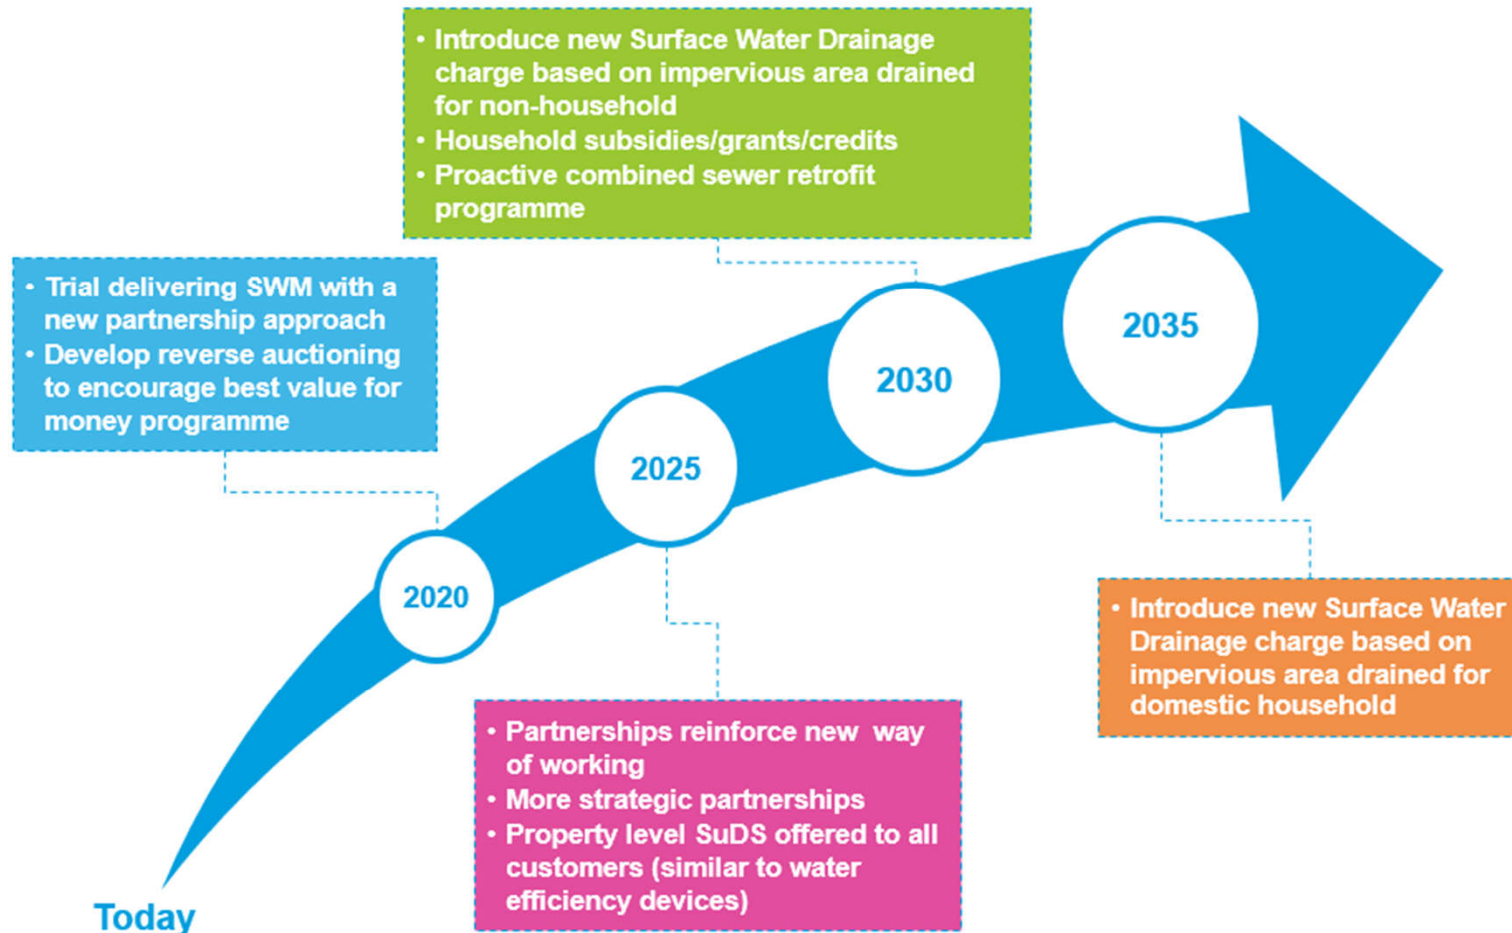 • Introduce new Surface Water Drainage
charge based on impervious area drained
for non-household
• Household subsidies/grants/credits
• Proactive combined sewer retrofit
programme
• Trial delivering SWM with a
new partnership approach
• Develop reverse auctioning
to encourage best value for
money programme
2035
2030
2025
2020
• Introduce new Surface Water
Drainage charge based on
impervious area drained for
domestic household
• Partnerships reinforce new way
of working
• More strategic partnerships
• Property level SuDS offered to all
customers (similar to water
efficiency devices)
Today